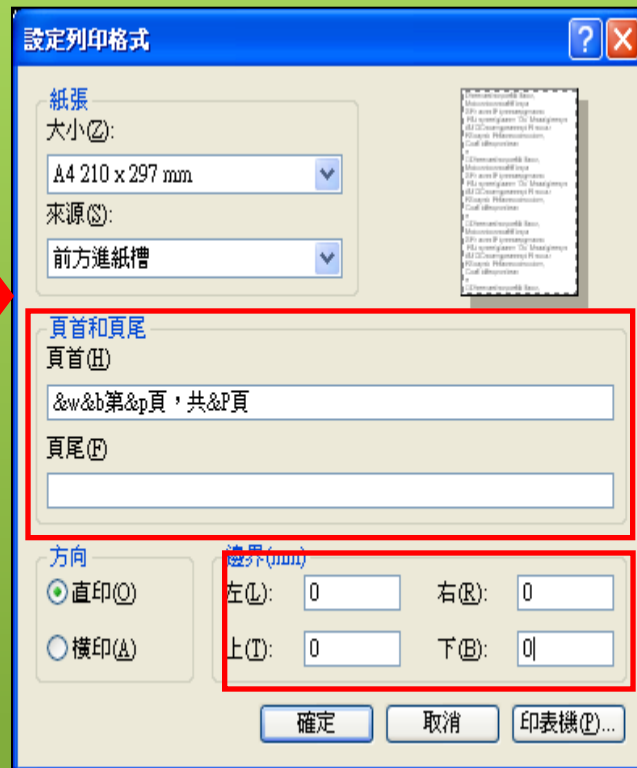 設定列印格式
紙張
大小(Z):
A4 210 x 297 mm
來源(S):
前方進紙槽
頁首和頁尾
頁首(H)
&w&b第&p頁，共&P頁
頁尾(F)
方向
直印(O)
橫印(A)
邊界(mm)
左(L): 0 右(R): 0
上(T): 0 下(B): 0
確定 取消 印表機(P)...